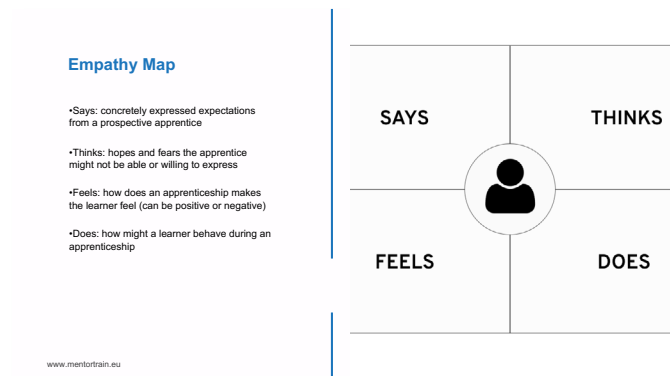 Empathy Map
•Says: concretely expressed expectations
from a prospective apprentice
•Thinks: hopes and fears the apprentice
might not be able or willing to express
•Feels: how does an apprenticeship makes
the learner feel (can be positive or negative)
•Does: how might a learner behave during an
apprenticeship
www.mentortrain.eu
SAYS
THINKS
FEELS
DOES